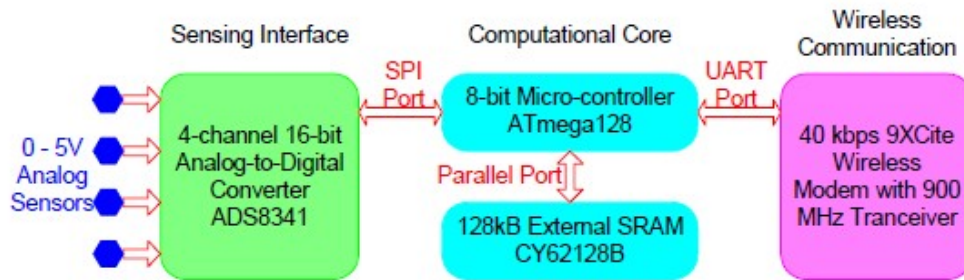 Sensing Interface
Computational Core
Wireless
Communication
0 - 5V
Analog
Sensors
4-channel 16-bit
Analog-to-Digital
Converter
ADS8341
SPI
Port
8-bit Micro-controller
ATmega128
Parallel Port
128kB External SRAM
CY62128B
UART
Port
40 kbps 9XCite
Wireless
Modem with 900
MHz Tranceiver